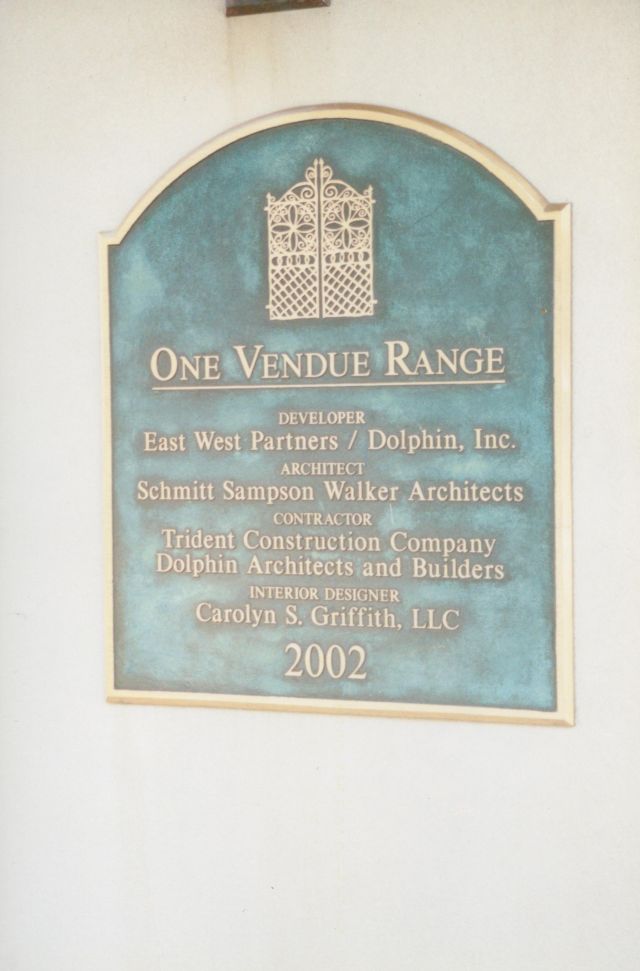 ONE VENDUE RANGE
DEVELOPER
East West Partners / Dolphin, Inc.
ARCHITECT
Schmitt Sampson Walker Architects
CONTRACTOR
Trident Construction Company
Dolphin Architects and Builders
INTERIOR DESIGNER
Carolyn S. Griffith, LLC
2002